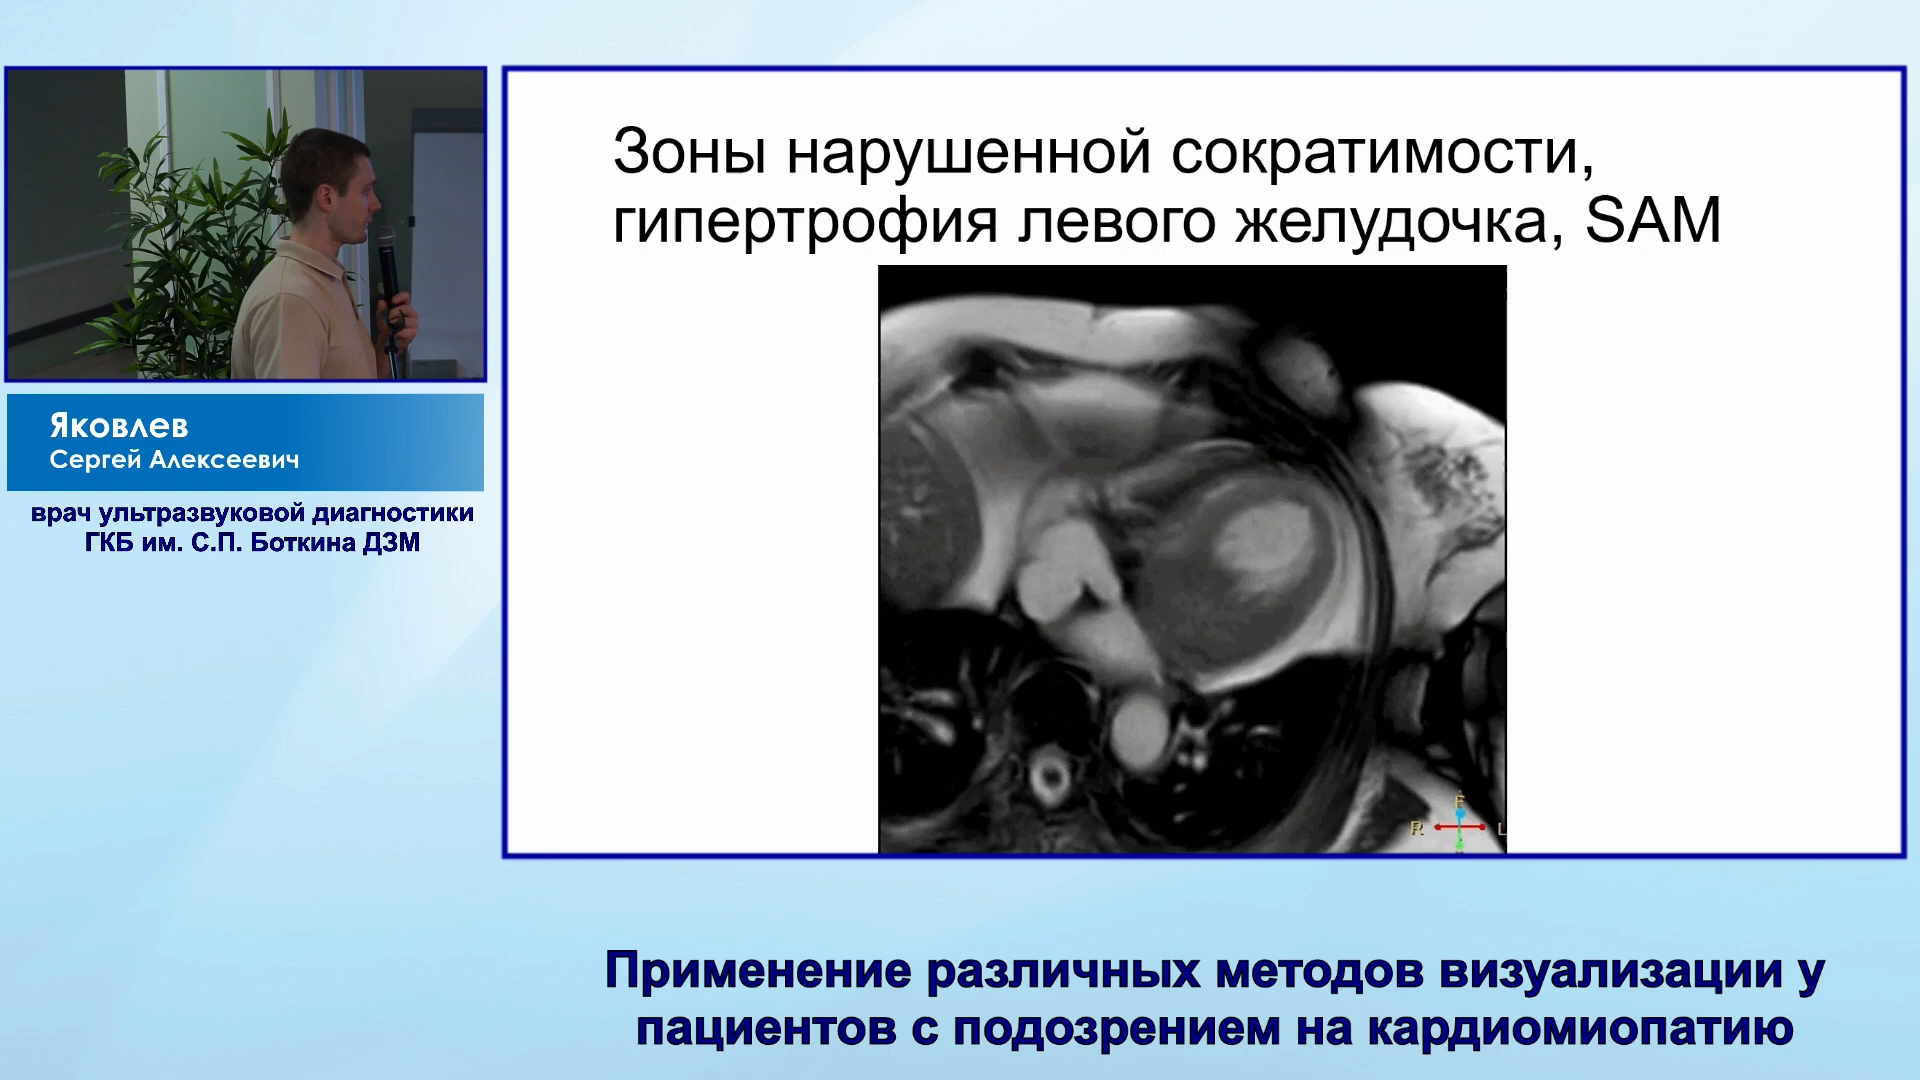 Зоны нарушенной сократимости,
гипертрофия левого желудочка, SAM
Яковлев
Сергей Алексеевич
врач ультразвуковой диагностики
ГКБ им. С.П. Боткина ДЗМ
F
R
L
Применение различных методов визуализации у
пациентов с подозрением на кардиомиопатию